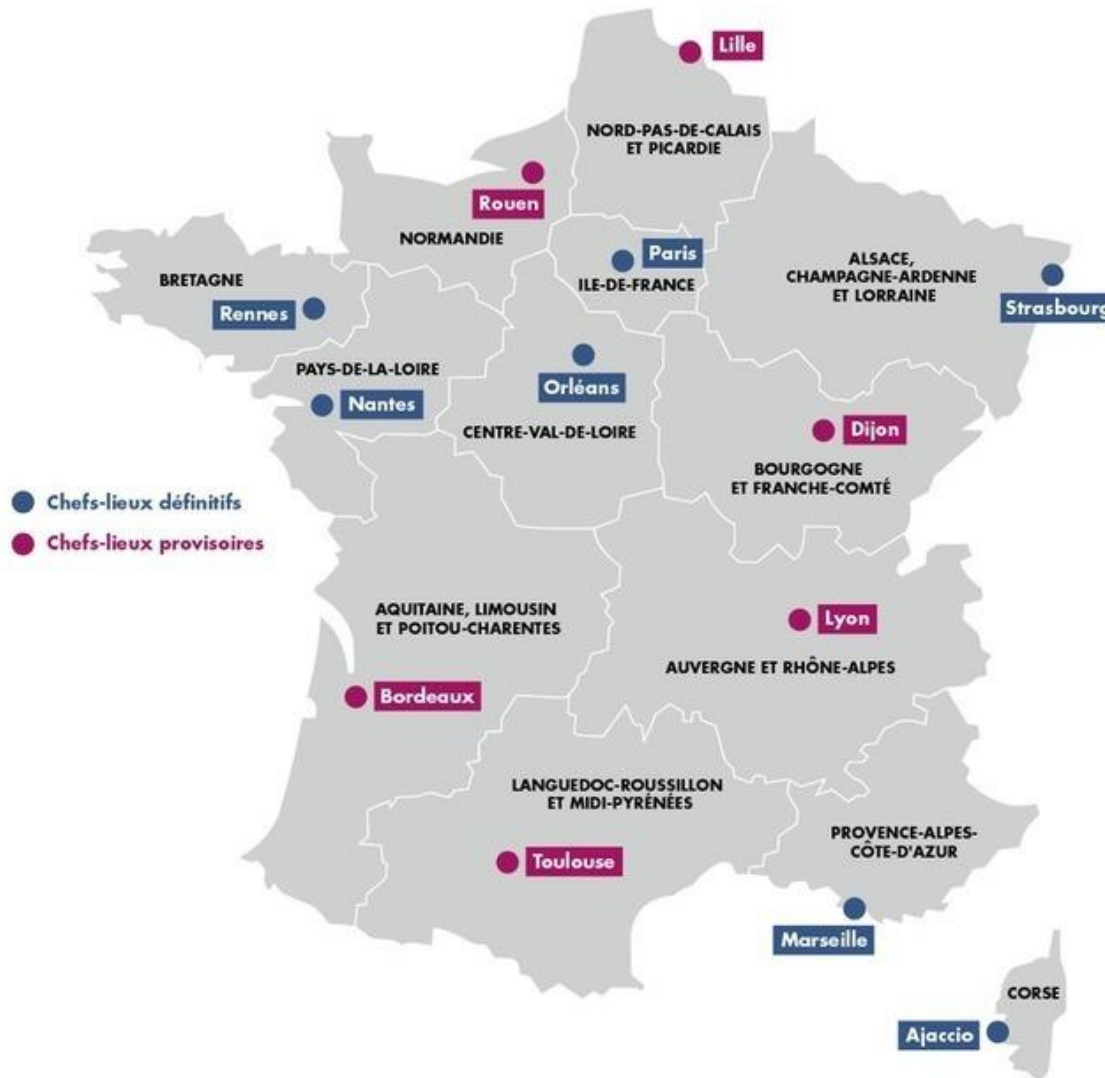 Lille
NORD-PAS-DE-CALAIS
ET PICARDIE
Rouen
NORMANDIE
Paris
ILE-DE-FRANCE
ALSACE,
CHAMPAGNE-ARDENNE
ET LORRAINE
Strasbourg
BRETAGNE
Rennes
PAYS-DE-LA-LOIRE
Nantes
Orléans
CENTRE-VAL-DE-LOIRE
Dijon
BOURGOGNE
ET FRANCHE-COMTÉ
Chefs-lieux définitifs
Chefs-lieux provisoires
AQUITAINE, LIMOUSIN
ET POITOU-CHARENTES
Bordeaux
Lyon
AUVERGNE ET RHÔNE-ALPES
LANGUEDOC-ROUSSILLON
ET MIDI-PYRÉNÉES
Toulouse
PROVENCE-ALPES-
CÔTE-D'AZUR
Marseille
CORSE
Ajaccio